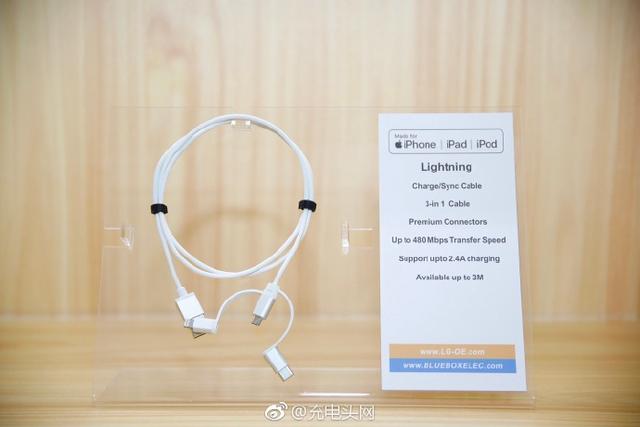 Made for
iPhone | iPad | iPod
Lightning
Charge/Sync Cable
3-in 1 Cable
Premium Connectors
Up to 480 Mbps Transfer Speed
Support upto 2.4A charging
Available up to 3M
www.LG-OE.com
www.BLUEBOXELEC.com
@充电头网